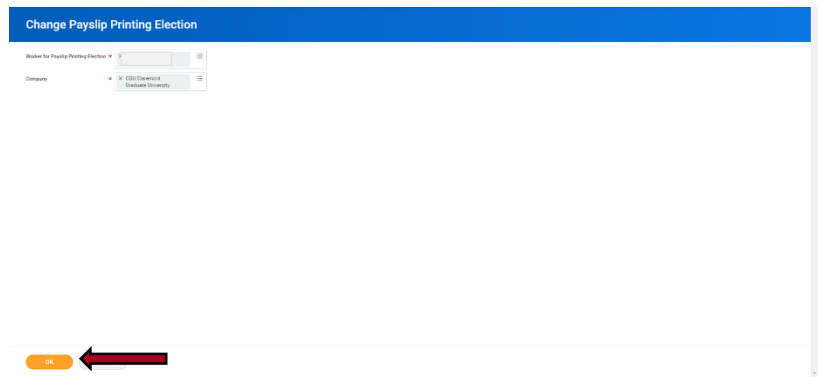 Change Payslip Printing Election
Worker for Payslip Printing Election *
×
Company * × CGU Claremont
Graduate University
OK